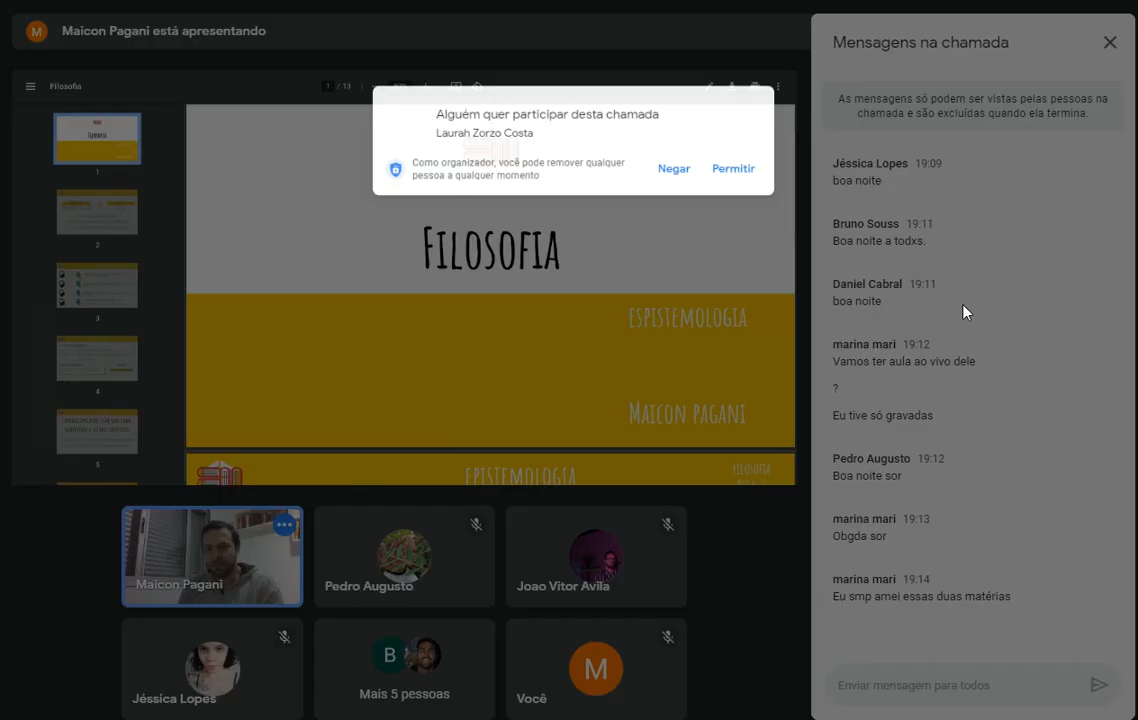 M
Maicon Pagani está apresentando
Filosofia
1 / 13
1
2
3
4
5
Alguém quer participar desta chamada
Laurah Zorzo Costa
Como organizador, você pode remover qualquer
pessoa a qualquer momento
Negar
Permitir
Filosofia
ESPISTEMOLOGIA
MAICON PAGANI
EPISTEMOLOGIA
FILOSOFIA
Maicon Pagani
Pedro Augusto
Joao Vitor Avila
Jéssica Lopes
B
Mais 5 pessoas
M
Você
Mensagens na chamada
As mensagens só podem ser vistas pelas pessoas na
chamada e são excluídas quando ela termina.
Jéssica Lopes 19:09
boa noite
Bruno Souss 19:11
Boa noite a todxs.
Daniel Cabral 19:11
boa noite
marina mari 19:12
Vamos ter aula ao vivo dele
?
Eu tive só gravadas
Pedro Augusto 19:12
Boa noite sor
marina mari 19:13
Obgda sor
marina mari 19:14
Eu smp amei essas duas matérias
Enviar mensagem para todos